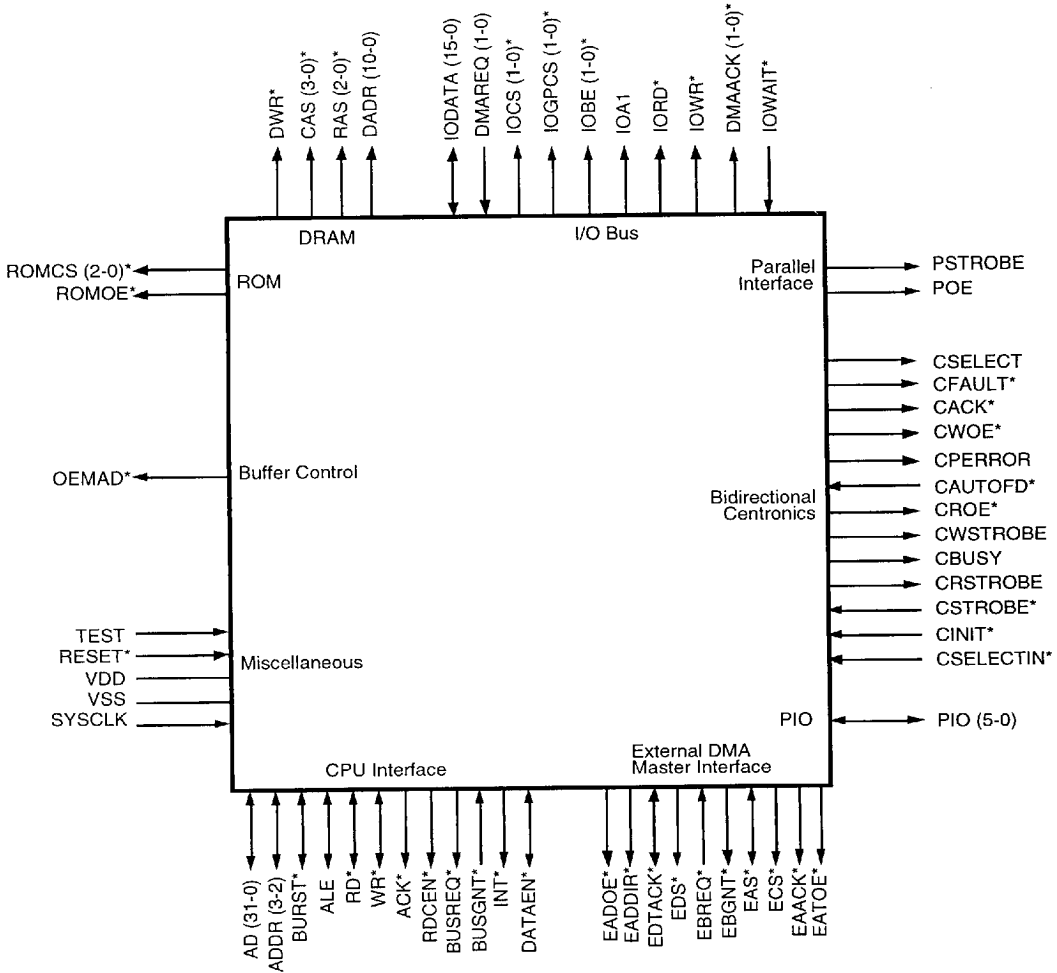 DWR*
CAS (3-0)*
RAS (2-0)*
DADR (10-0)
IODATA (15-0)
DMAREQ (1-0)
IOCS (1-0)*
IOGPCS (1-0)*
IOBE (1-0)*
IOA1
IORD*
IOWR*
DMAACK (1-0)*
IOWAIT*
DRAM
I/O Bus
ROMCS (2-0)*
ROMOE*
ROM
Parallel
Interface
PSTROBE
POE
OEMAD*
Buffer Control
Bidirectional
Centronics
CSELECT
CFAULT*
CACK*
CWOE*
CPERROR
CAUTOFD*
CROE*
CWSTROBE
CBUSY
CRSTROBE
CSTROBE*
CINIT*
CSELECTIN*
TEST
RESET*
VDD
VSS
SYSCLK
Miscellaneous
PIO
PIO (5-0)
CPU Interface
External DMA
Master Interface
AD (31-0)
ADDR (3-2)
BURST*
ALE
RD*
WR*
ACK*
RDCEN*
BUSREQ*
BUSGNT*
INT*
DATAEN*
EADOE*
EADDIR*
EDTACK*
EDS*
EBREQ*
EBGNT*
EAS*
ECS*
EAACK*
EATOE*